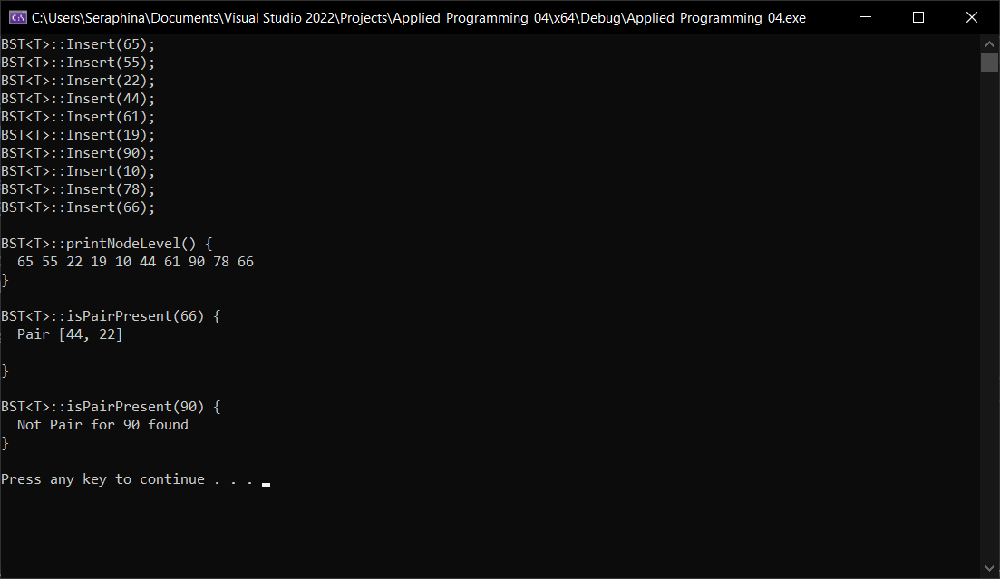 C:\Users\Seraphina\Documents\Visual Studio 2022\Projects\Applied_Programming_04\x64\Debug\Applied_Programming_04.exe
BST<T>::Insert(65);
BST<T>::Insert(55);
BST<T>::Insert(22);
BST<T>::Insert(44);
BST<T>::Insert(61);
BST<T>::Insert(19);
BST<T>::Insert(90);
BST<T>::Insert(10);
BST<T>::Insert(78);
BST<T>::Insert(66);

BST<T>::printNodeLevel() {
  65 55 22 19 10 44 61 90 78 66
}

BST<T>::isPairPresent(66) {
  Pair [44, 22]

}

BST<T>::isPairPresent(90) {
  Not Pair for 90 found
}

Press any key to continue . . .